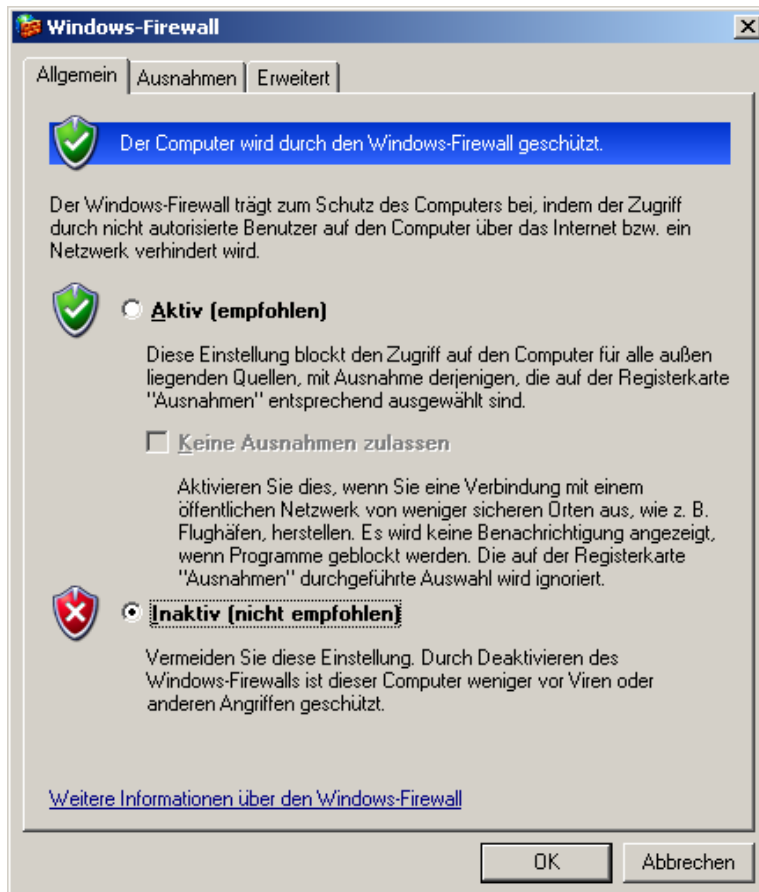 Windows-Firewall
Allgemein
Ausnahmen
Erweitert
Der Computer wird durch den Windows-Firewall geschützt.
Der Windows-Firewall trägt zum Schutz des Computers bei, indem der Zugriff
durch nicht autorisierte Benutzer auf den Computer über das Internet bzw. ein
Netzwerk verhindert wird.
Aktiv (empfohlen)
Diese Einstellung blockt den Zugriff auf den Computer für alle außen
liegenden Quellen, mit Ausnahme derjenigen, die auf der Registerkarte
"Ausnahmen" entsprechend ausgewählt sind.
Keine Ausnahmen zulassen
Aktivieren Sie dies, wenn Sie eine Verbindung mit einem
öffentlichen Netzwerk von weniger sicheren Orten aus, wie z. B.
Flughäfen, herstellen. Es wird keine Benachrichtigung angezeigt,
wenn Programme geblockt werden. Die auf der Registerkarte
"Ausnahmen" durchgeführte Auswahl wird ignoriert.
Inaktiv (nicht empfohlen)
Vermeiden Sie diese Einstellung. Durch Deaktivieren des
Windows-Firewalls ist dieser Computer weniger vor Viren oder
anderen Angriffen geschützt.
Weitere Informationen über den Windows-Firewall
OK
Abbrechen